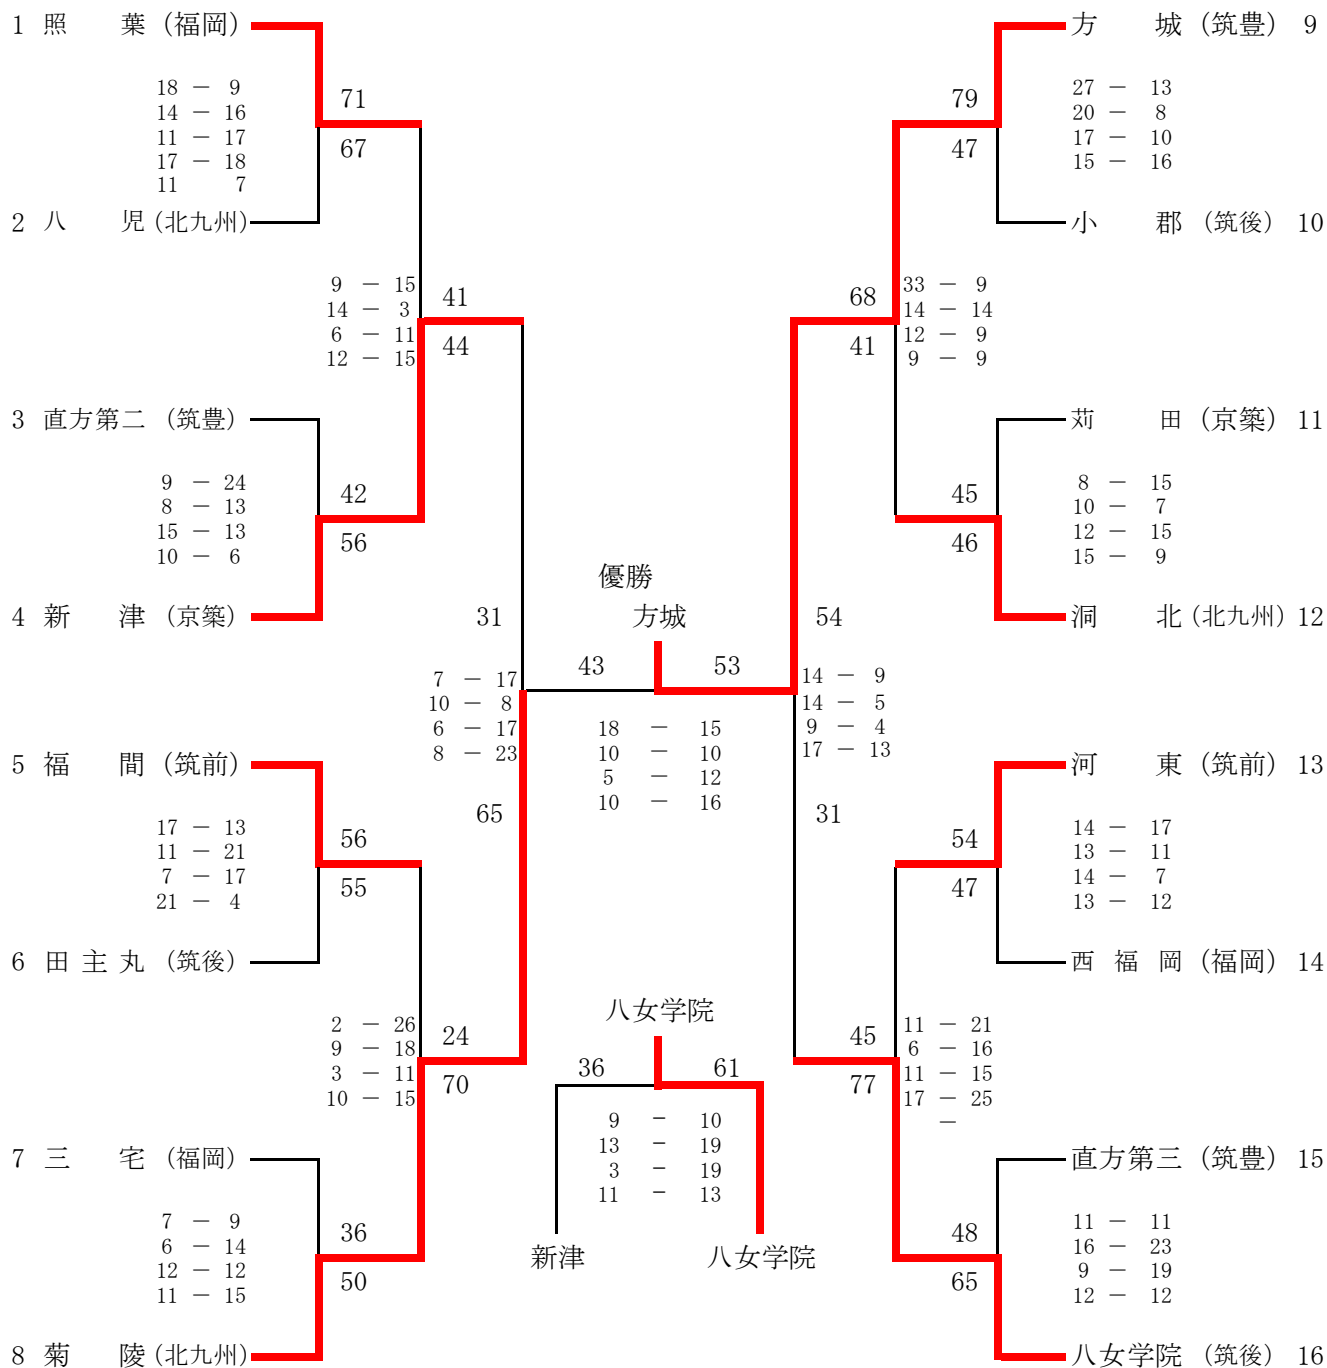 1 照 葉 (福岡)
18 － 9
14 － 16
11 － 17
17 － 18
11 7
71
67
2 八 児 (北九州)
9 － 15
14 － 3
6 － 11
12 － 15
41
44
3 直方第二 (筑豊)
9 － 24
8 － 13
15 － 13
10 － 6
42
56
4 新 津 (京築)
31
7 － 17
10 － 8
6 － 17
8 － 23
65
5 福 間 (筑前)
17 － 13
11 － 21
7 － 17
21 － 4
56
55
6 田 主 丸 (筑後)
2 － 26
9 － 18
3 － 11
10 － 15
24
70
7 三 宅 (福岡)
7 － 9
6 － 14
12 － 12
11 － 15
36
50
8 菊 陵 (北九州)
優勝
方城
43 53
18 － 15
10 － 10
5 － 12
10 － 16
八女学院
36 61
9 － 10
13 － 19
3 － 19
11 － 13
新津 八女学院
方 城 (筑豊) 9
79
47
27 － 13
20 － 8
17 － 10
15 － 16
小 郡 (筑後) 10
68
41
33 － 9
14 － 14
12 － 9
9 － 9
苅 田 (京築) 11
45
46
8 － 15
10 － 7
12 － 15
15 － 9
洞 北 (北九州) 12
54
14 － 9
14 － 5
9 － 4
17 － 13
31
河 東 (筑前) 13
54
47
14 － 17
13 － 11
14 － 7
13 － 12
西 福 岡 (福岡) 14
45
77
11 － 21
6 － 16
11 － 15
17 － 25
－
直方第三 (筑豊) 15
48
65
11 － 11
16 － 23
9 － 19
12 － 12
八女学院 (筑後) 16